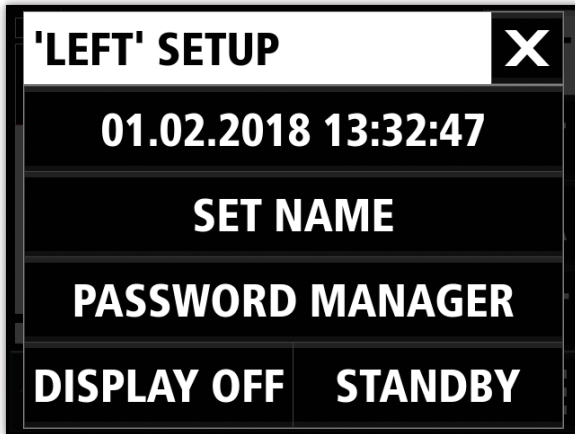 'LEFT' SETUP X
01.02.2018 13:32:47
SET NAME
PASSWORD MANAGER
DISPLAY OFF STANDBY